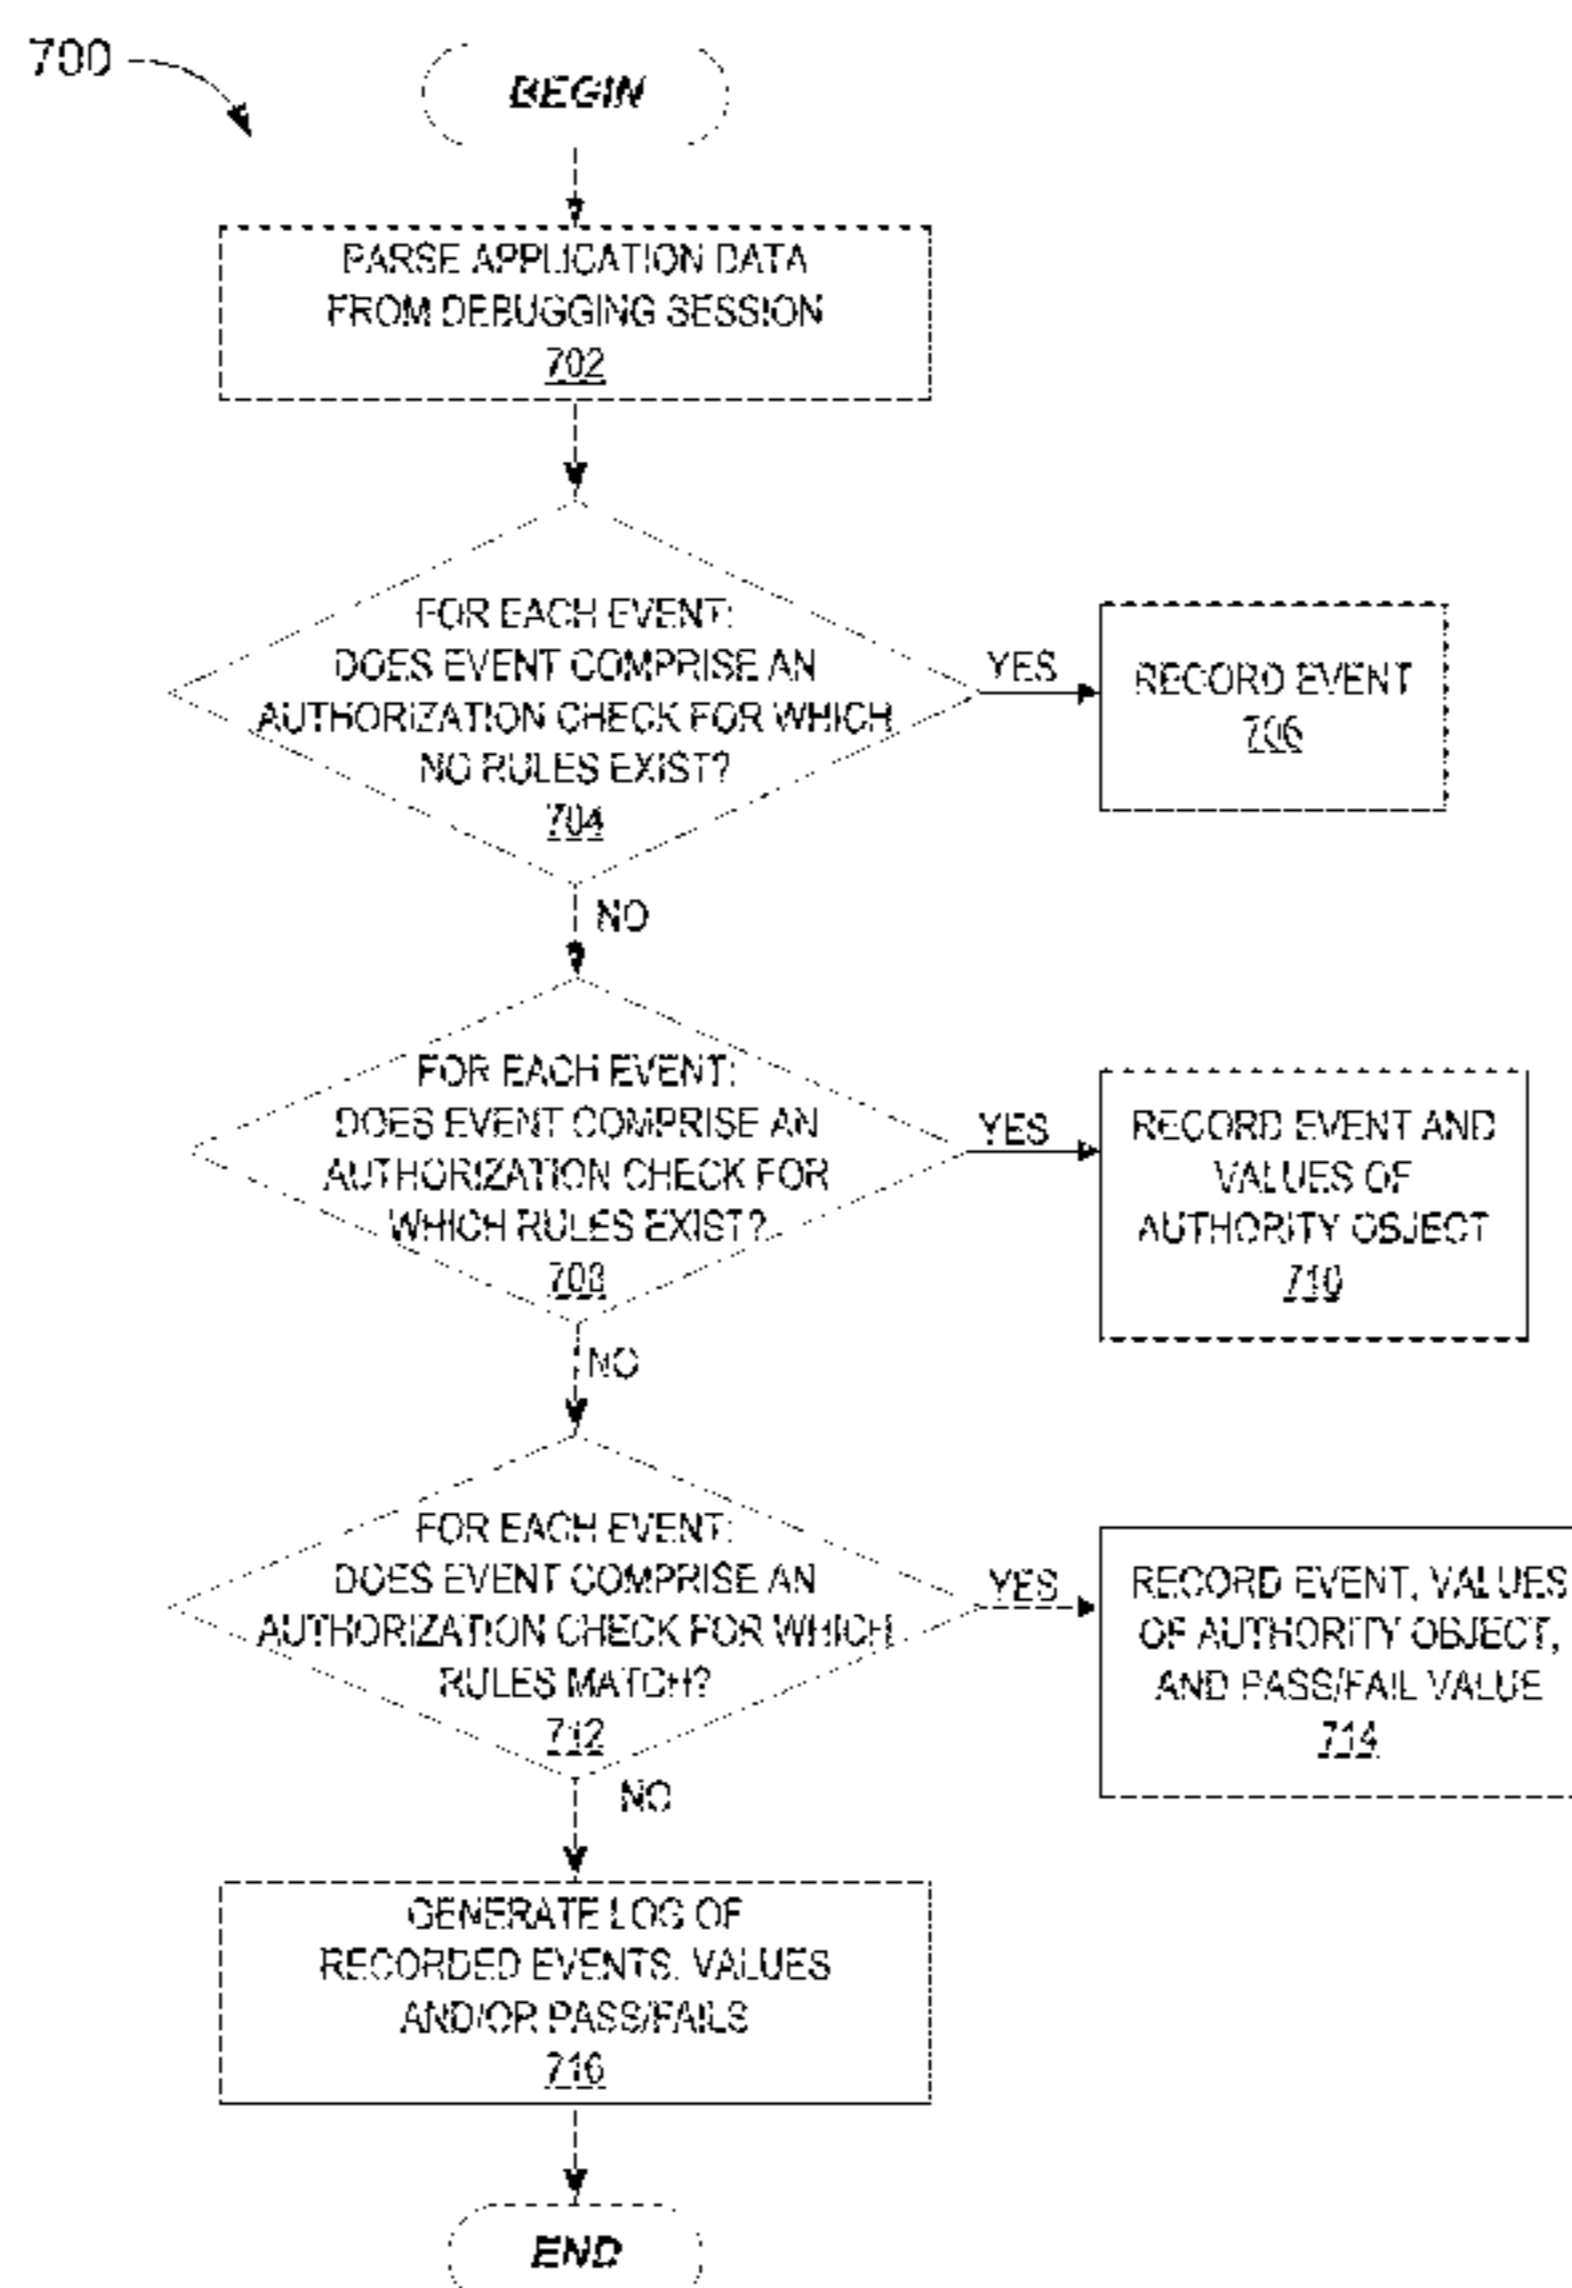 700
BEGIN
PARSE APPLICATION DATA
FROM DEBUGGING SESSION
702
FOR EACH EVENT:
DOES EVENT COMPRISE AN
AUTHORIZATION CHECK FOR WHICH
NO RULES EXIST?
704
YES
RECORD EVENT
706
NO
FOR EACH EVENT:
DOES EVENT COMPRISE AN
AUTHORIZATION CHECK FOR
WHICH RULES EXIST?
708
YES
RECORD EVENT AND
VALUES OF
AUTHORITY OBJECT
710
NO
FOR EACH EVENT:
DOES EVENT COMPRISE AN
AUTHORIZATION CHECK FOR WHICH
RULES MATCH?
712
YES
RECORD EVENT, VALUES
OF AUTHORITY OBJECT,
AND PASS/FAIL VALUE
714
NO
GENERATE LOG OF
RECORDED EVENTS, VALUES
AND/OR PASS/FAILS
716
END